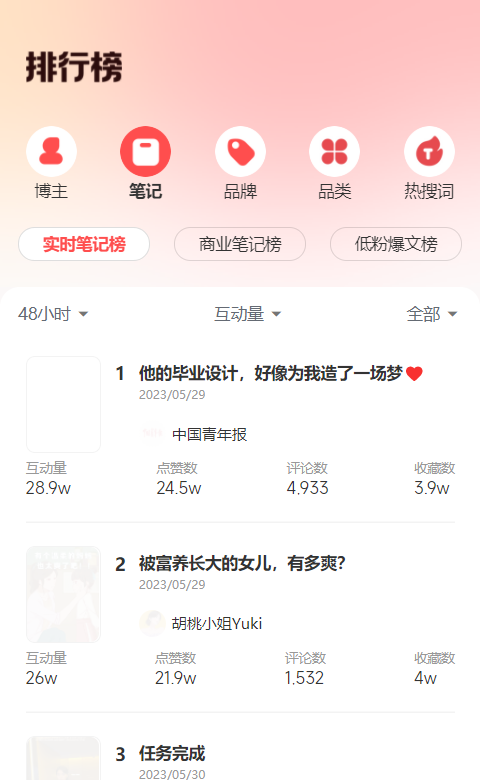 排行榜
博主 笔记 品牌 品类 热搜词
实时笔记榜 商业笔记榜 低粉爆文榜
48小时 互动量 全部
1 他的毕业设计，好像为我造了一场梦❤️
2023/05/29
中国青年报
互动量 点赞数 评论数 收藏数
28.9w 24.5w 4,933 3.9w
2 被富养长大的女儿，有多爽？
2023/05/29
胡桃小姐Yuki
互动量 点赞数 评论数 收藏数
26w 21.9w 1,532 4w
3 任务完成
2023/05/30